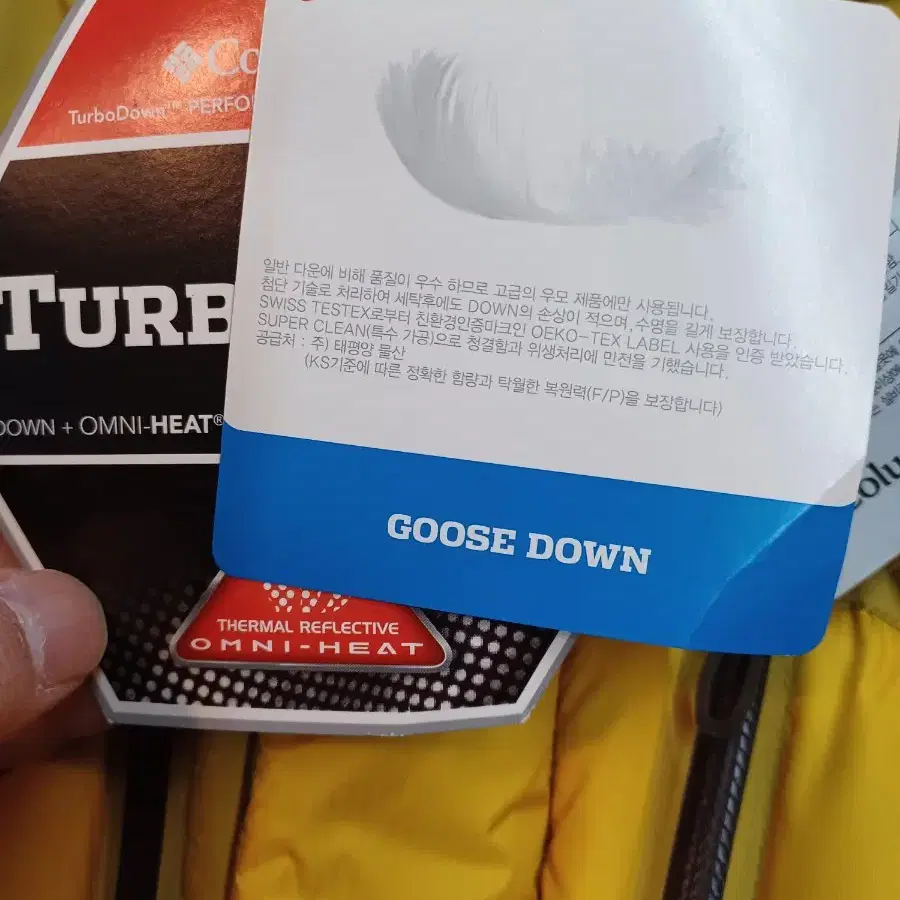 Co
TurboDown™ PERFO
TURB
DOWN + OMNI-HEAT®
THERMAL REFLECTIVE
OMNI-HEAT
일반 다운에 비해 품질이 우수 하므로 고급의 우모 제품에만 사용됩니다.
첨단 기술로 처리하여 세탁후에도 DOWN의 손상이 적으며, 수명을 길게 보장합니다.
SWISS TESTEX로부터 친환경인증마크인 OEKO-TEX LABEL 사용을 인증 받았습니다.
SUPER CLEAN(특수 가공)으로 청결함과 위생처리에 만전을 기했습니다.
공급처 : 주) 태평양 물산
(KS기준에 따른 정확한 함량과 탁월한 복원력(F/P)을 보장합니다)
GOOSE DOWN
olu